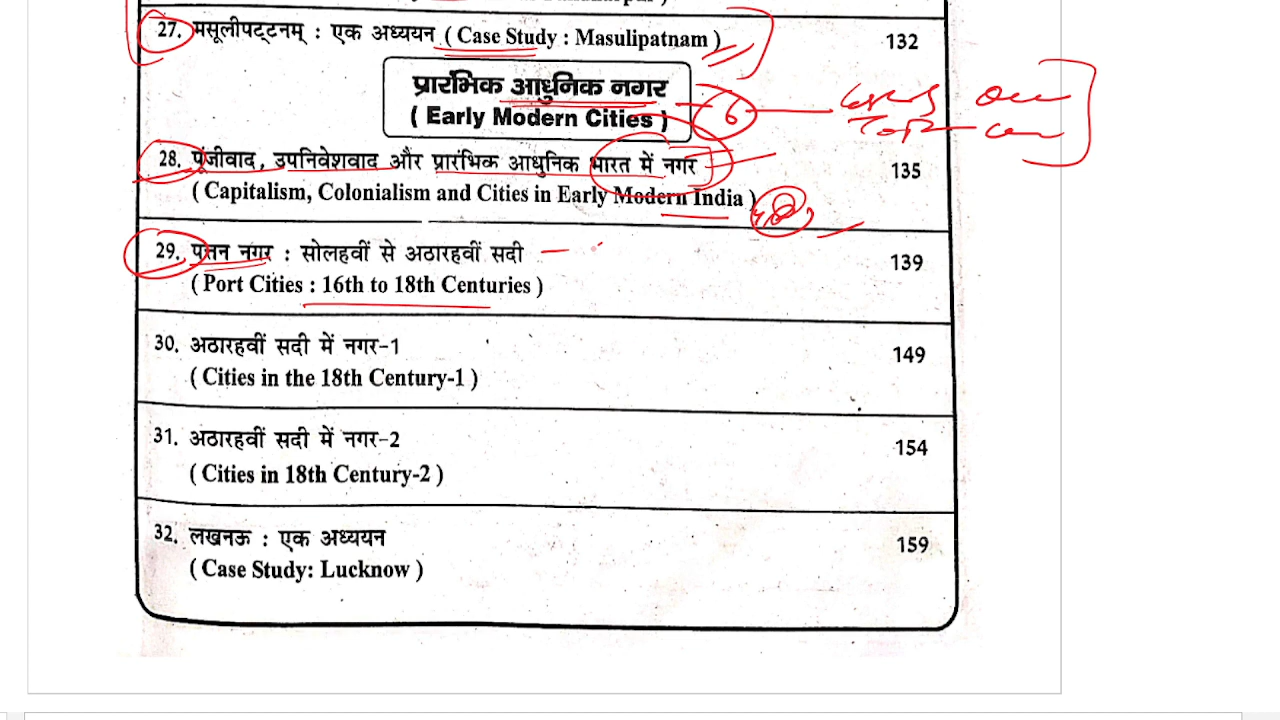 27. मसूलीपट्टनम् : एक अध्ययन ( Case Study : Masulipatnam ) 132
प्रारंभिक आधुनिक नगर
( Early Modern Cities ) 6
28. पूंजीवाद, उपनिवेशवाद और प्रारंभिक आधुनिक भारत में नगर 135
( Capitalism, Colonialism and Cities in Early Modern India )
29. पत्तन नगर : सोलहवीं से अठारहवीं सदी 139
( Port Cities : 16th to 18th Centuries )
30. अठारहवीं सदी में नगर-1 149
( Cities in the 18th Century-1 )
31. अठारहवीं सदी में नगर-2 154
( Cities in 18th Century-2 )
32. लखनऊ : एक अध्ययन 159
( Case Study: Lucknow )